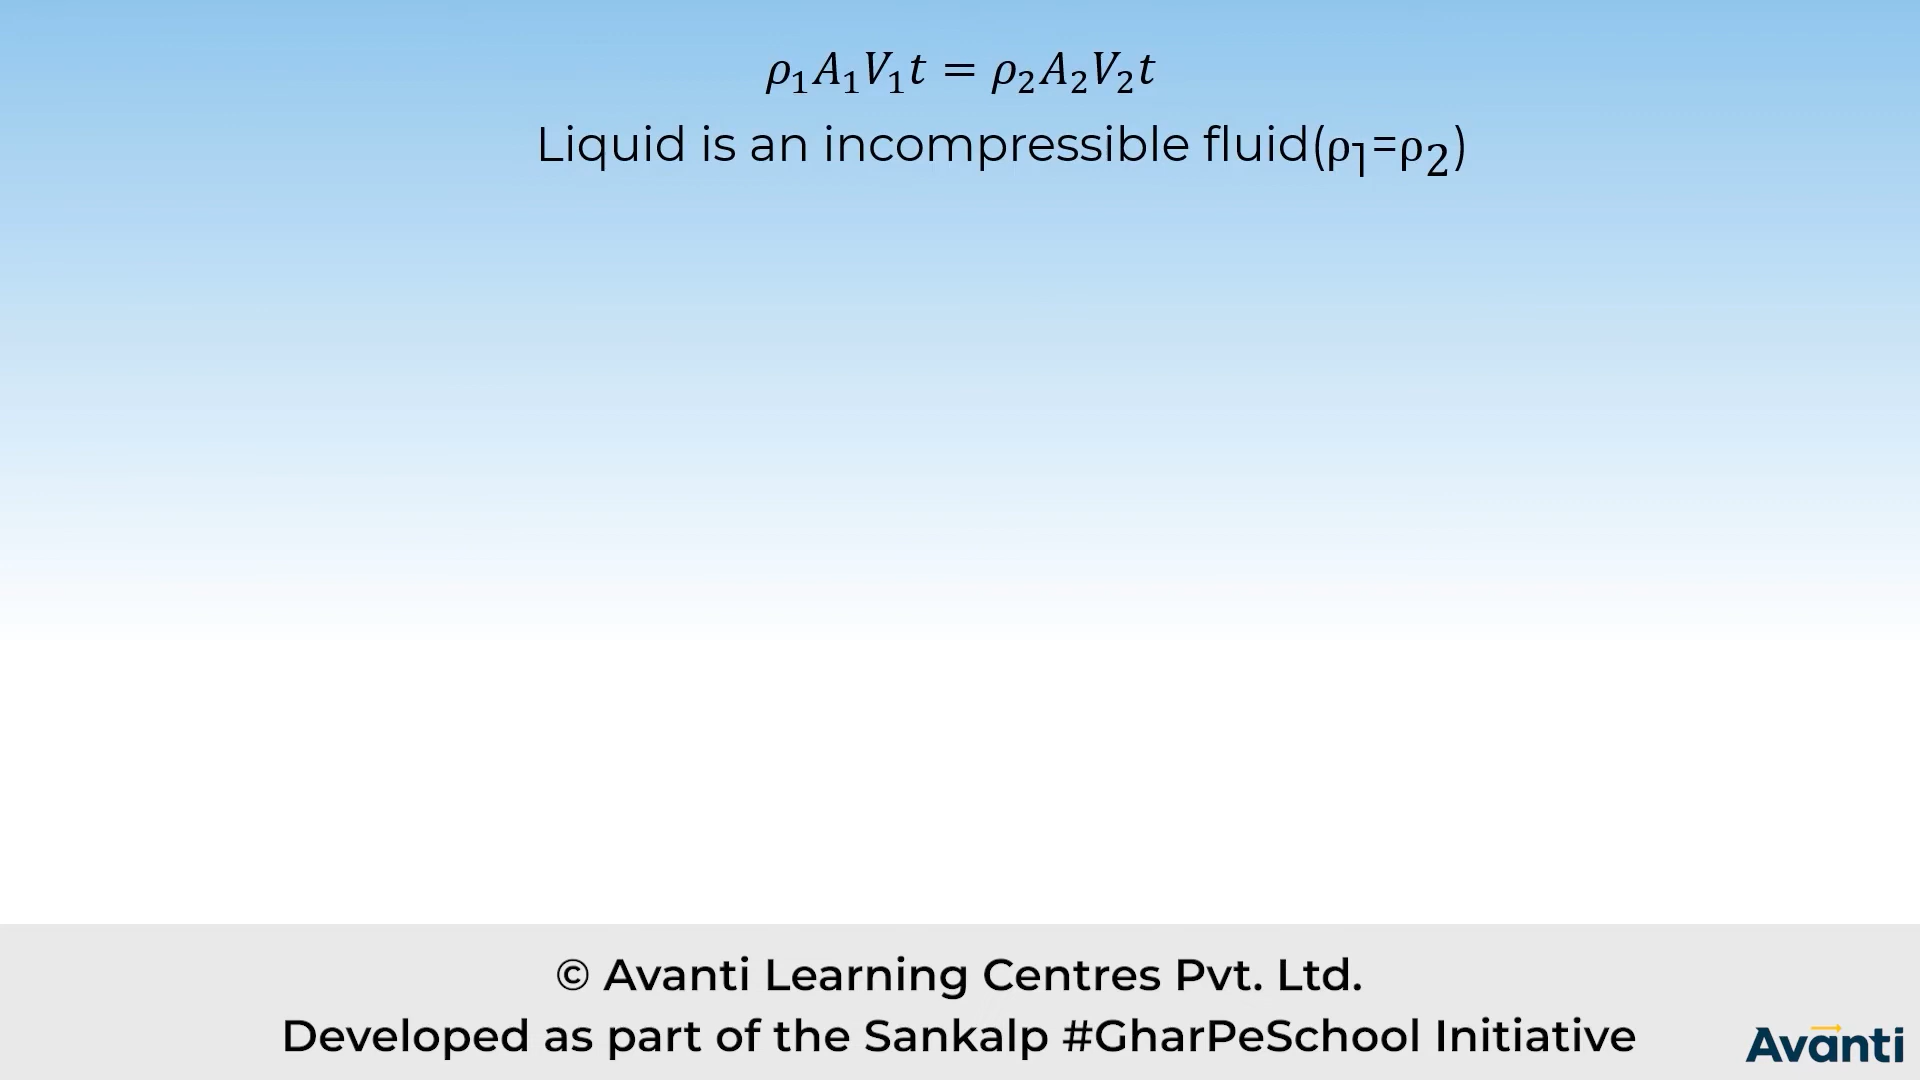 ρ₁A₁V₁t = ρ₂A₂V₂t
Liquid is an incompressible fluid(ρ₁=ρ₂)
© Avanti Learning Centres Pvt. Ltd.
Developed as part of the Sankalp #GharPeSchool Initiative
Avanti